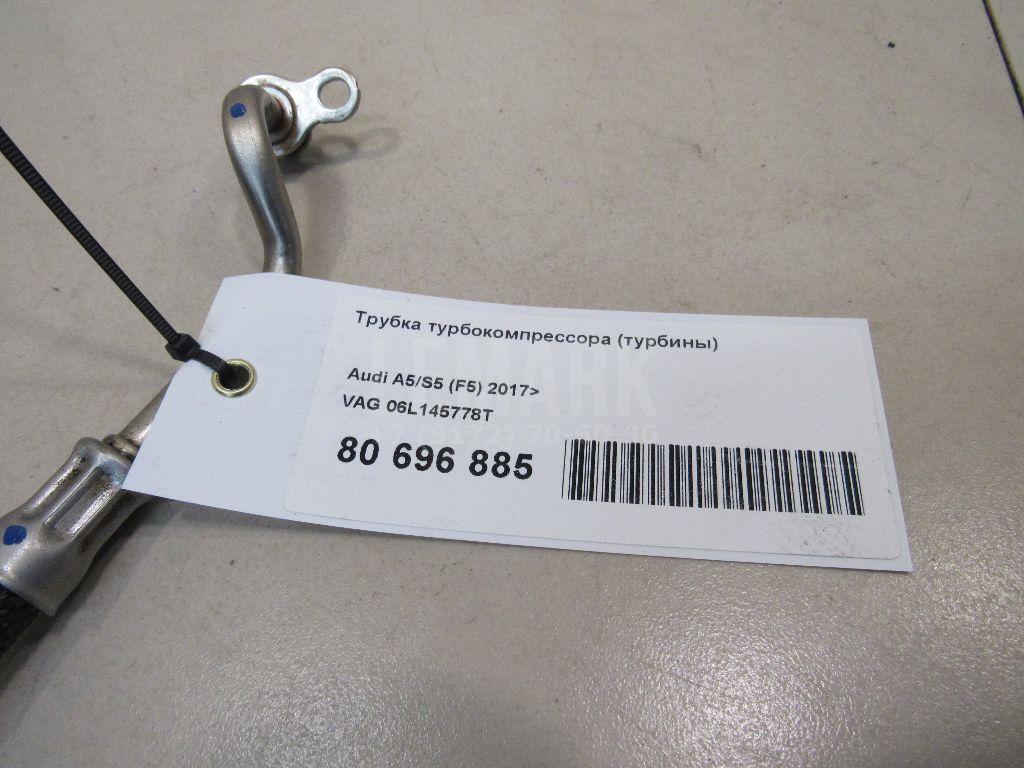 Трубка турбокомпрессора (турбины)
Audi A5/S5 (F5) 2017>
VAG 06L145778T
80 696 885